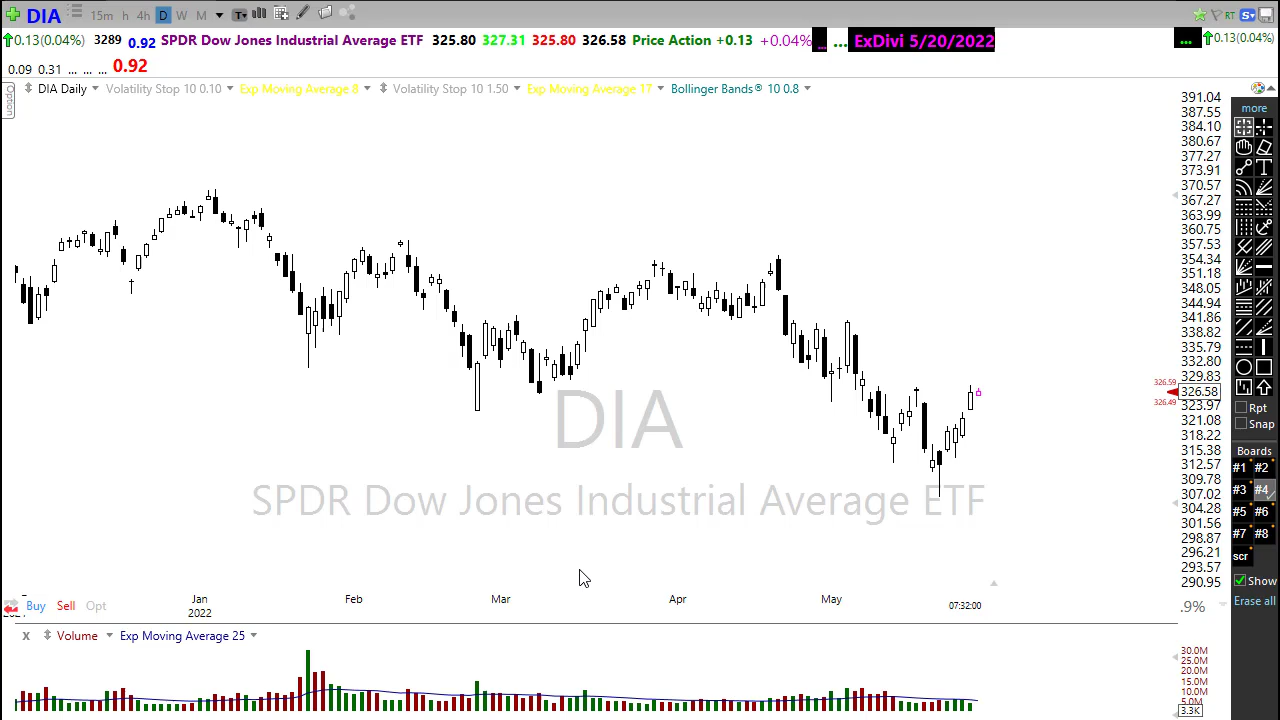 DIA 15m h 4h D W M T RT S
0.13(0.04%) 3289 0.92 SPDR Dow Jones Industrial Average ETF 325.80 327.31 325.80 326.58 Price Action +0.13 +0.04% ... ... ExDivi 5/20/2022 ... 0.13(0.04%)
0.09 0.31 ... ... ... 0.92
Option
DIA Daily Volatility Stop 10 0.10 Exp Moving Average 8 Volatility Stop 10 1.50 Exp Moving Average 17 Bollinger Bands® 10 0.8
391.04
387.55
384.10
380.67
377.27
373.91
370.57
367.27
363.99
360.75
357.53
354.34
351.18
348.05
344.94
341.86
338.82
335.79
332.80
329.83
326.59
326.58
326.49
323.97
321.08
318.22
315.38
312.57
309.78
307.02
304.28
301.56
298.87
296.21
293.57
290.95
more
T
Rpt
Snap
Boards
#1 #2
#3 #4
#5 #6
#7 #8
scr
Show
Erase all
DIA
SPDR Dow Jones Industrial Average ETF
Jan Feb Mar Apr May 07:32:00
2022
Buy Sell Opt .9%
x Volume Exp Moving Average 25
30.0M
25.0M
20.0M
15.0M
10.0M
5.0M
3.3K